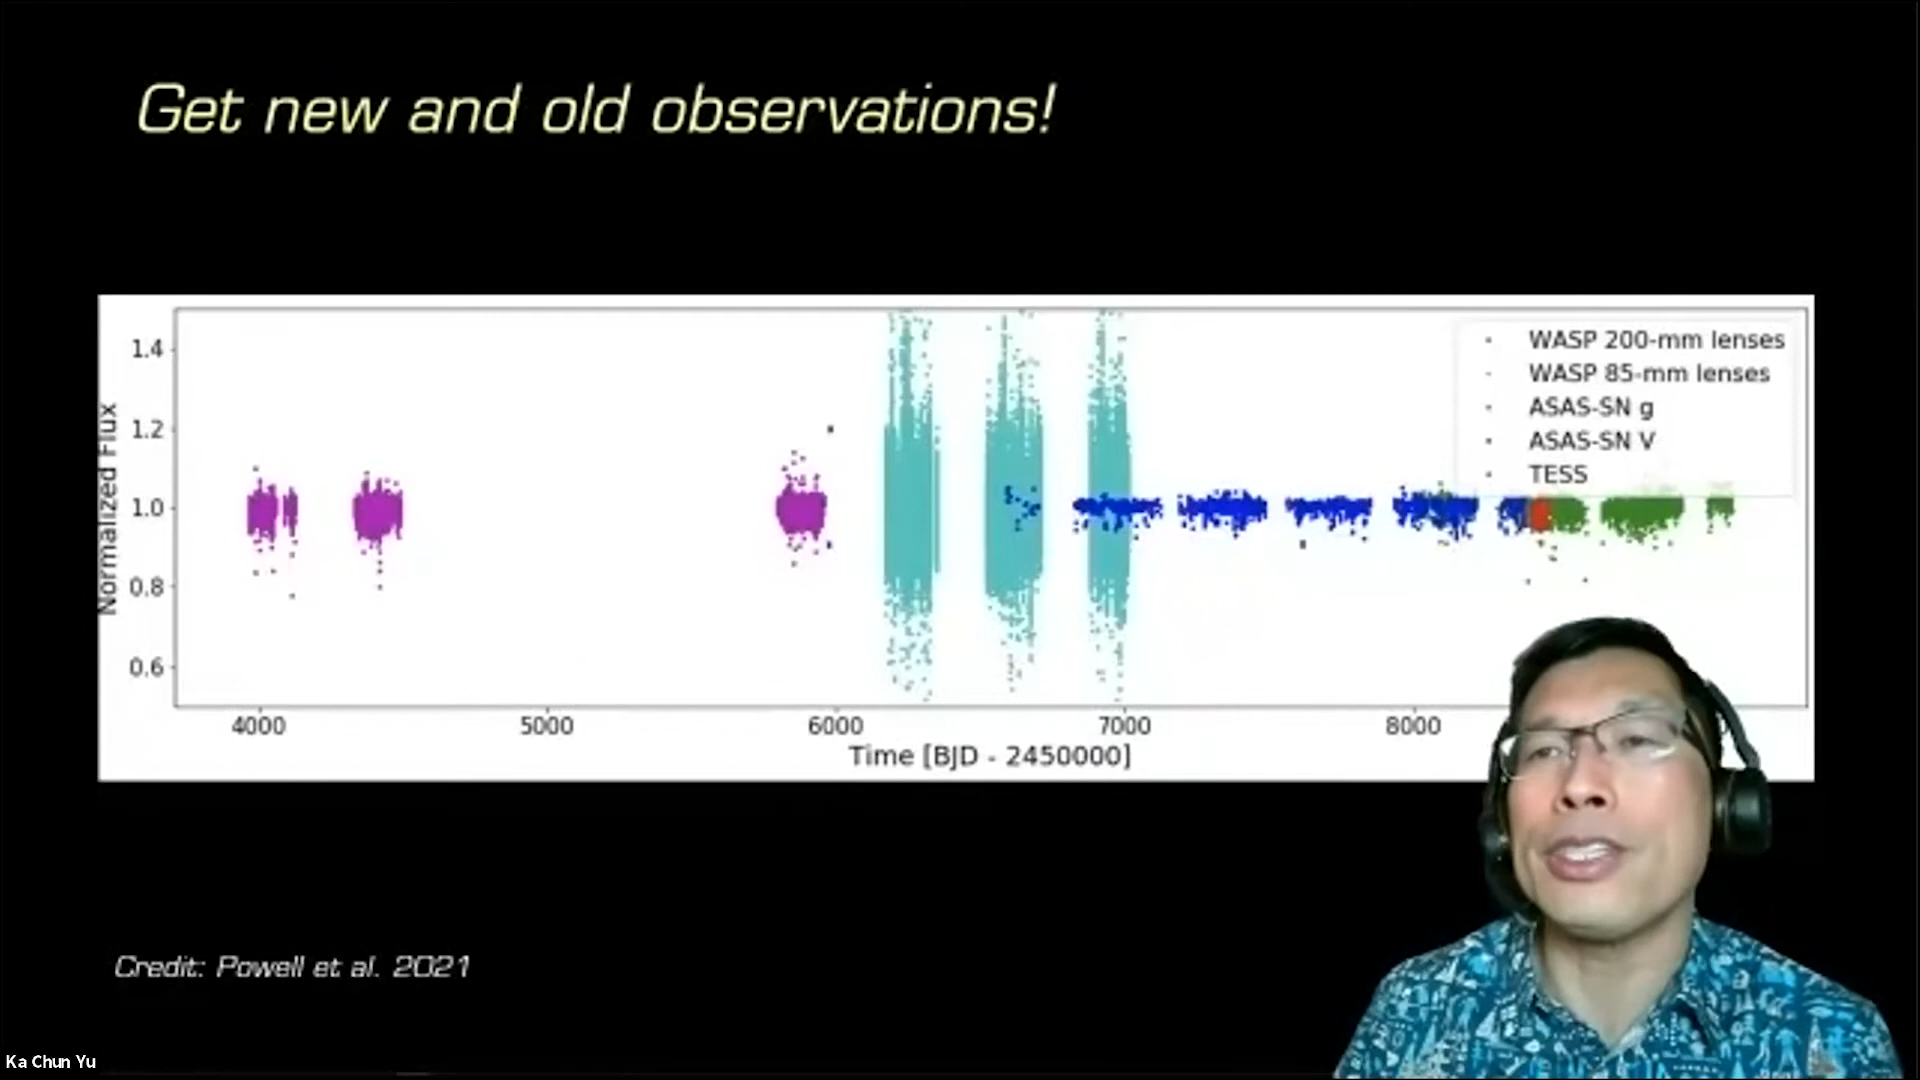 Get new and old observations!
WASP 200-mm lenses
WASP 85-mm lenses
ASAS-SN g
ASAS-SN V
TESS
Normalized Flux
1.4
1.2
1.0
0.8
0.6
4000 5000 6000 7000 8000
Time [BJD - 2450000]
Credit: Powell et al. 2021
Ka Chun Yu